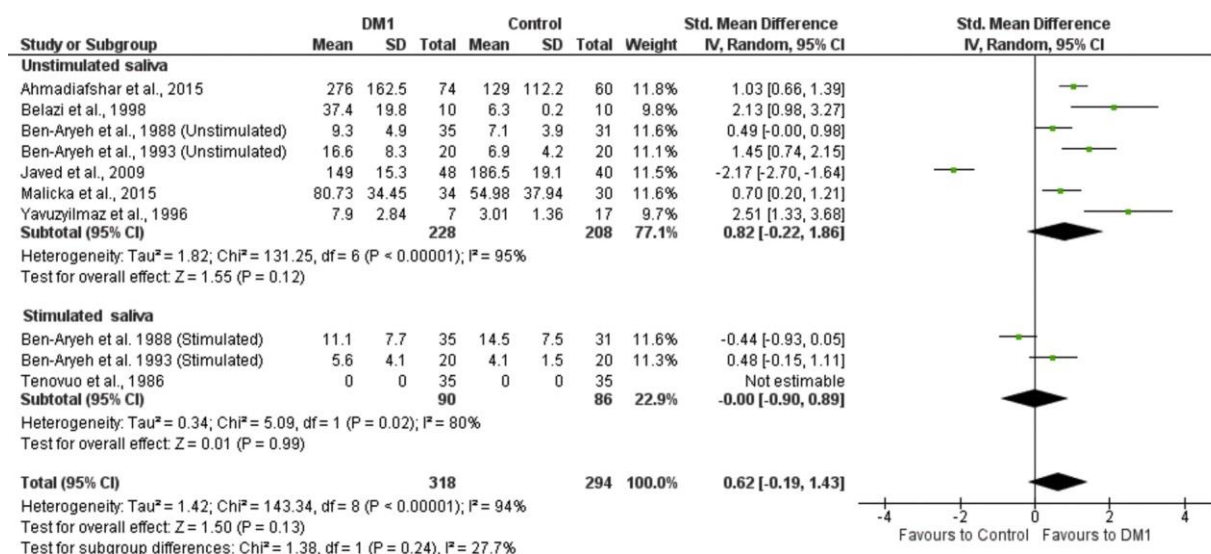 DM1 Control Std. Mean Difference Std. Mean Difference
Study or Subgroup Mean SD Total Mean SD Total Weight IV, Random, 95% CI IV, Random, 95% CI
Unstimulated saliva
Ahmadiafshar et al., 2015 276 162.5 74 129 112.2 60 11.8% 1.03 [0.66, 1.39]
Belazi et al., 1998 37.4 19.8 10 6.3 0.2 10 9.8% 2.13 [0.98, 3.27]
Ben-Aryeh et al., 1988 (Unstimulated) 9.3 4.9 35 7.1 3.9 31 11.6% 0.49 [-0.00, 0.98]
Ben-Aryeh et al., 1993 (Unstimulated) 16.6 8.3 20 6.9 4.2 20 11.1% 1.45 [0.74, 2.15]
Javed et al., 2009 149 15.3 48 186.5 19.1 40 11.5% -2.17 [-2.70, -1.64]
Malicka et al., 2015 80.73 34.45 34 54.98 37.94 30 11.6% 0.70 [0.20, 1.21]
Yavuzyilmaz et al., 1996 7.9 2.84 7 3.01 1.36 17 9.7% 2.51 [1.33, 3.68]
Subtotal (95% CI) 228 208 77.1% 0.82 [-0.22, 1.86]
Heterogeneity: Tau² = 1.82; Chi² = 131.25, df = 6 (P < 0.00001); I² = 95%
Test for overall effect: Z = 1.55 (P = 0.12)
Stimulated saliva
Ben-Aryeh et al. 1988 (Stimulated) 11.1 7.7 35 14.5 7.5 31 11.6% -0.44 [-0.93, 0.05]
Ben-Aryeh et al. 1993 (Stimulated) 5.6 4.1 20 4.1 1.5 20 11.3% 0.48 [-0.15, 1.11]
Tenovuo et al., 1986 0 0 35 0 0 35 Not estimable
Subtotal (95% CI) 90 86 22.9% -0.00 [-0.90, 0.89]
Heterogeneity: Tau² = 0.34; Chi² = 5.09, df = 1 (P = 0.02); I² = 80%
Test for overall effect: Z = 0.01 (P = 0.99)
Total (95% CI) 318 294 100.0% 0.62 [-0.19, 1.43]
Heterogeneity: Tau² = 1.42; Chi² = 143.34, df = 8 (P < 0.00001); I² = 94%
Test for overall effect: Z = 1.50 (P = 0.13)
Test for subgroup differences: Chi² = 1.38, df = 1 (P = 0.24), I² = 27.7%
-4 -2 0 2 4
Favours to Control Favours to DM1